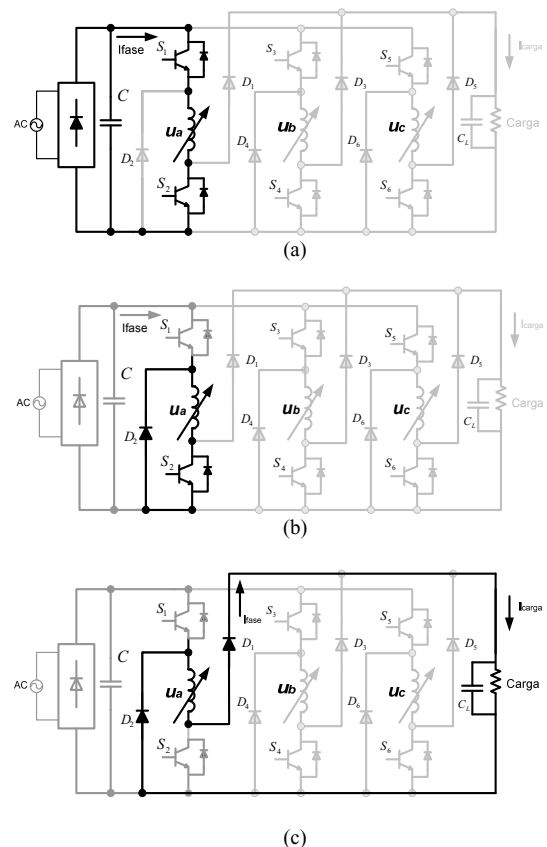 Ifase
S1
S3
S5
Icarga
D1
D3
D5
AC
C
ua
ub
uc
CL
Carga
D2
D4
D6
S2
S4
S6
(a)
Ifase
S1
S3
S5
Icarga
D1
D3
D5
AC
C
ua
ub
uc
CL
Carga
D2
D4
D6
S2
S4
S6
(b)
Ifase
S1
S3
S5
Icarga
D1
D3
D5
AC
C
ua
ub
uc
CL
Carga
D2
D4
D6
S2
S4
S6
(c)